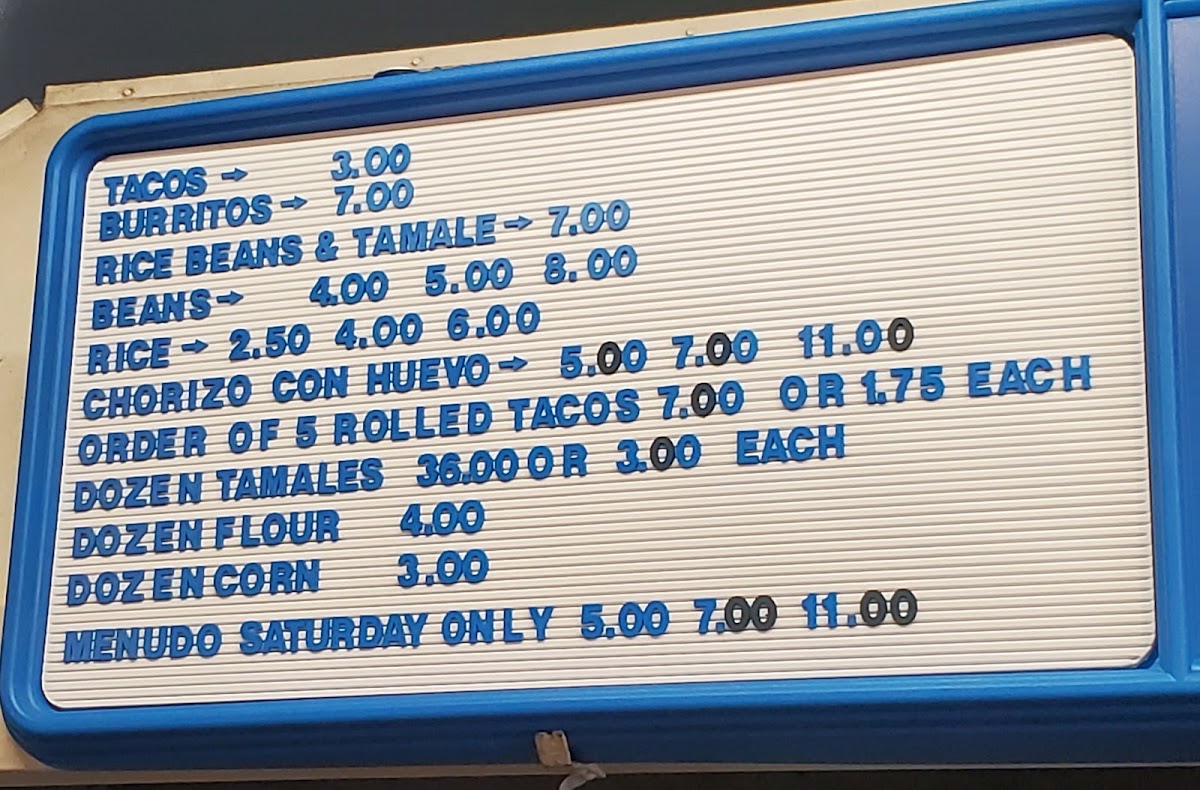 TACOS → 3.00
BURRITOS → 7.00
RICE BEANS & TAMALE → 7.00
BEANS → 4.00 5.00 8.00
RICE → 2.50 4.00 6.00
CHORIZO CON HUEVO → 5.00 7.00 11.00
ORDER OF 5 ROLLED TACOS 7.00 OR 1.75 EACH
DOZEN TAMALES 36.00 OR 3.00 EACH
DOZEN FLOUR 4.00
DOZEN CORN 3.00
MENUDO SATURDAY ONLY 5.00 7.00 11.00